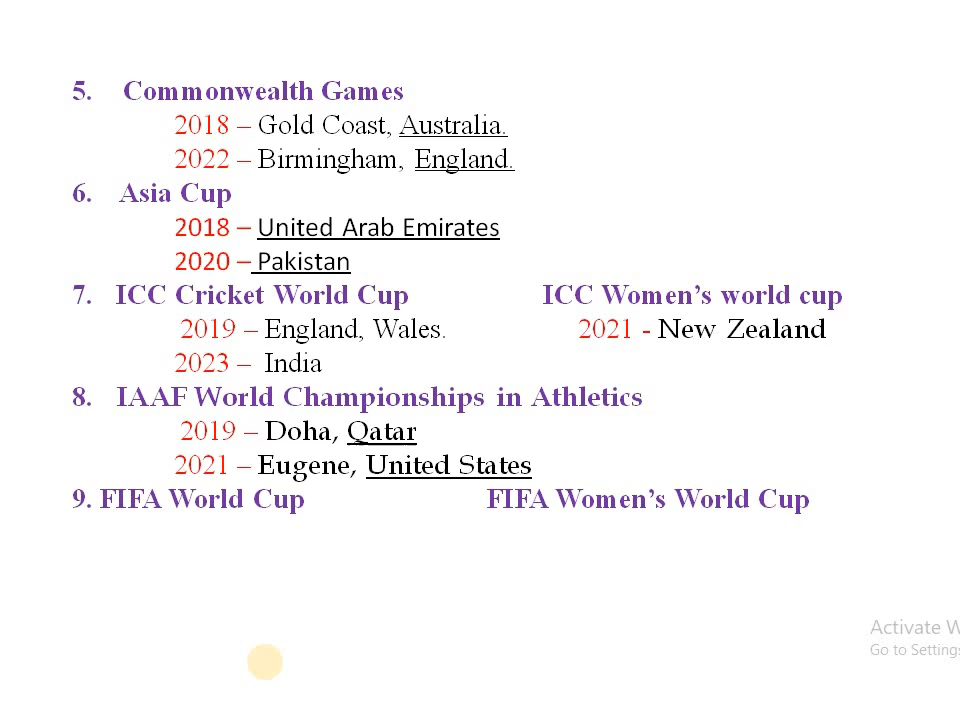 5. Commonwealth Games
2018 – Gold Coast, Australia.
2022 – Birmingham, England.
6. Asia Cup
2018 – United Arab Emirates
2020 – Pakistan
7. ICC Cricket World Cup ICC Women’s world cup
2019 – England, Wales. 2021 - New Zealand
2023 – India
8. IAAF World Championships in Athletics
2019 – Doha, Qatar
2021 – Eugene, United States
9. FIFA World Cup FIFA Women’s World Cup
Activate W
Go to Settings